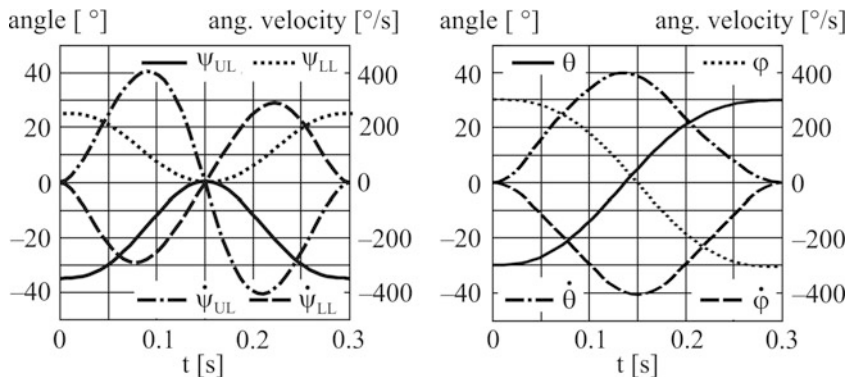 angle [ °] ang. velocity [°/s]
40 ψUL ψLL 400
20 200
0 0
–20 –200
–40 ψ̇UL ψ̇LL –400
0 0.1 0.2 0.3
t [s]
angle [ °] ang. velocity [°/s]
40 θ φ 400
20 200
0 0
–20 –200
–40 θ̇ φ̇ –400
0 0.1 0.2 0.3
t [s]